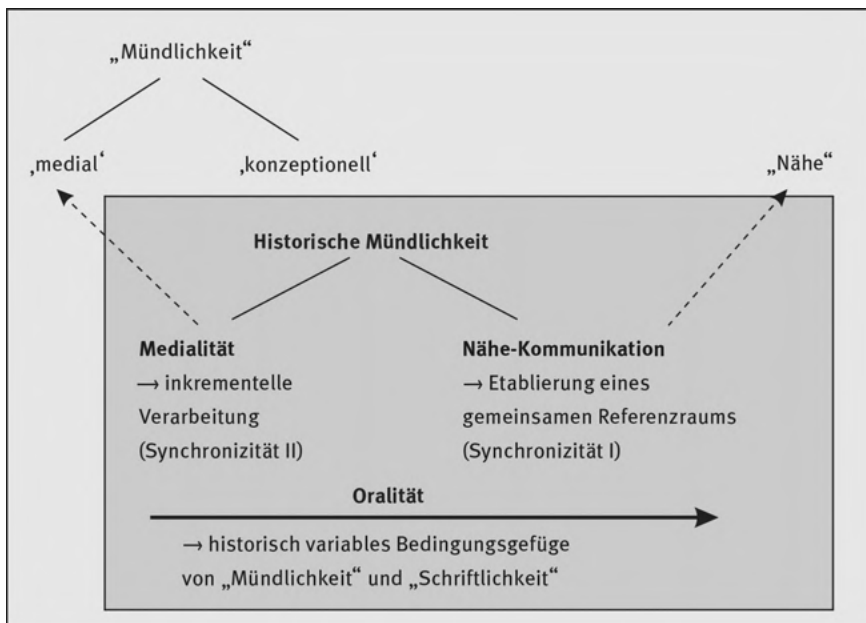 „Mündlichkeit“
‚medial‘
‚konzeptionell‘
„Nähe“
Historische Mündlichkeit
Medialität
→ inkrementelle
Verarbeitung
(Synchronizität II)
Nähe-Kommunikation
→ Etablierung eines
gemeinsamen Referenzraums
(Synchronizität I)
Oralität
→ historisch variables Bedingungsgefüge
von „Mündlichkeit“ und „Schriftlichkeit“